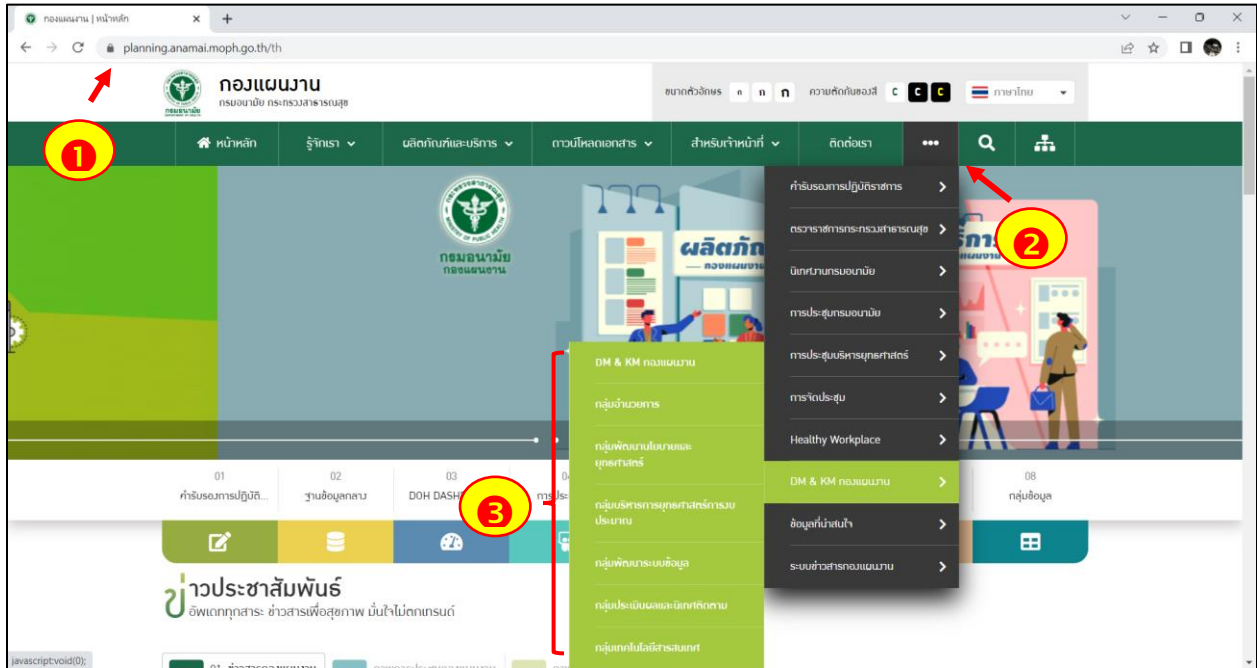 กองแผนงาน | หน้าหลัก
planning.anamai.moph.go.th/th
กองแผนงาน
กรมอนามัย กระทรวงสาธารณสุข
ขนาดตัวอักษร ก ก ก ความตัดกันของสี C C C ภาษาไทย
1
หน้าหลัก รู้จักเรา ผลิตภัณฑ์และบริการ ดาวน์โหลดเอกสาร สำหรับเจ้าหน้าที่ ติดต่อเรา
2
กรมอนามัย
กองแผนงาน
คำรับรองการปฏิบัติราชการ
ตรวจราชการกระทรวงสาธารณสุข
นิเทศงานกรมอนามัย
การประชุมกรมอนามัย
การประชุมบริหารยุทธศาสตร์
การจัดประชุม
Healthy Workplace
DM & KM กองแผนงาน
ข้อมูลที่น่าสนใจ
ระบบข่าวสารกองแผนงาน
3
DM & KM กองแผนงาน
กลุ่มอำนวยการ
กลุ่มพัฒนานโยบายและ
ยุทธศาสตร์
กลุ่มบริหารการยุทธศาสตร์การงบ
ประมาณ
กลุ่มพัฒนาระบบข้อมูล
กลุ่มประเมินผลและนิเทศติดตาม
กลุ่มเทคโนโลยีสารสนเทศ
01 02 03 08
คำรับรองการปฏิบัติ... ฐานข้อมูลกลาง DOH กลุ่มข้อมูล
ข่าวประชาสัมพันธ์
อัพเดททุกสาระ ข่าวสารเพื่อสุขภาพ มั่นใจไม่ตกเทรนด์
javascript:void(0);